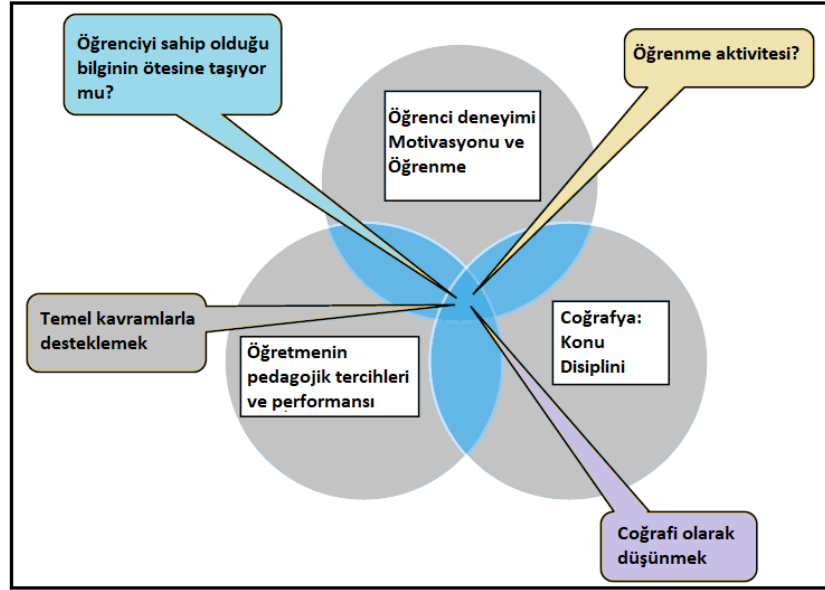 Öğrenciyi sahip olduğu
bilginin ötesine taşıyor
mu?
Öğrenme aktivitesi?
Öğrenci deneyimi
Motivasyonu ve
Öğrenme
Temel kavramlarla
desteklemek
Öğretmenin
pedagojik tercihleri
ve performansı
Coğrafya:
Konu
Disiplini
Coğrafi olarak
düşünmek